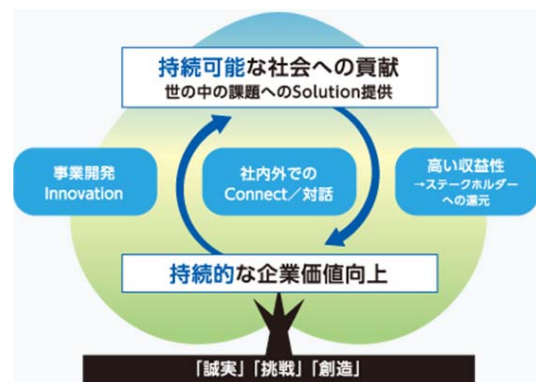 持続可能な社会への貢献
世の中の課題へのSolution提供
事業開発
Innovation
社内外での
Connect／対話
高い収益性
→ステークホルダー
への還元
持続的な企業価値向上
「誠実」「挑戦」「創造」